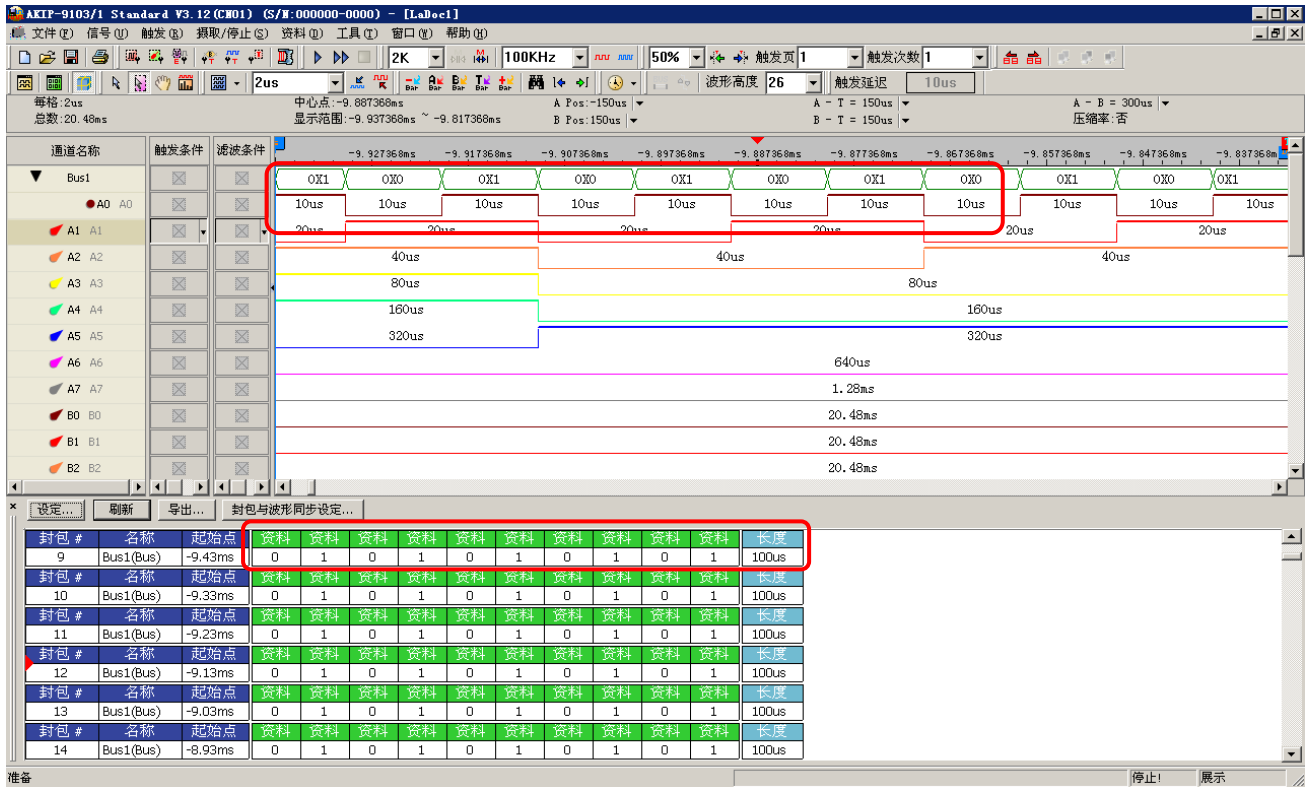 AKIP-9103/1 Standard V3.12(CN01) (S/N:000000-0000) - [LaDoc1]
文件(F) 信号(U) 触发(R) 摄取/停止(S) 资料(D) 工具(T) 窗口(W) 帮助(H)
2K 100KHz 50% 触发页 1 触发次数 1
2us Bar Bar Bar Bar Bar 波形高度 26 触发延迟 10us
每格:2us 中心点:-9.887368ms A Pos:-150us A - T = 150us A - B = 300us
总数:20.48ms 显示范围:-9.937368ms ~ -9.817368ms B Pos:150us B - T = 150us 压缩率:否
通道名称 触发条件 滤波条件 -9.927368ms -9.917368ms -9.907368ms -9.897368ms -9.887368ms -9.877368ms -9.867368ms -9.857368ms -9.847368ms -9.837368m
Bus1 0X1 0X0 0X1 0X0 0X1 0X0 0X1 0X0 0X1 0X0 0X1
A0 A0 10us 10us 10us 10us 10us 10us 10us 10us 10us 10us 10us
A1 A1 20us 20us 20us 20us 20us 20us
A2 A2 40us 40us 40us
A3 A3 80us 80us
A4 A4 160us 160us
A5 A5 320us 320us
A6 A6 640us
A7 A7 1.28ms
B0 B0 20.48ms
B1 B1 20.48ms
B2 B2 20.48ms
设定... 刷新 导出... 封包与波形同步设定...
封包 # 名称 起始点 资料 资料 资料 资料 资料 资料 资料 资料 资料 资料 长度
9 Bus1(Bus) -9.43ms 0 1 0 1 0 1 0 1 0 1 100us
封包 # 名称 起始点 资料 资料 资料 资料 资料 资料 资料 资料 资料 资料 长度
10 Bus1(Bus) -9.33ms 0 1 0 1 0 1 0 1 0 1 100us
封包 # 名称 起始点 资料 资料 资料 资料 资料 资料 资料 资料 资料 资料 长度
11 Bus1(Bus) -9.23ms 0 1 0 1 0 1 0 1 0 1 100us
封包 # 名称 起始点 资料 资料 资料 资料 资料 资料 资料 资料 资料 资料 长度
12 Bus1(Bus) -9.13ms 0 1 0 1 0 1 0 1 0 1 100us
封包 # 名称 起始点 资料 资料 资料 资料 资料 资料 资料 资料 资料 资料 长度
13 Bus1(Bus) -9.03ms 0 1 0 1 0 1 0 1 0 1 100us
封包 # 名称 起始点 资料 资料 资料 资料 资料 资料 资料 资料 资料 资料 长度
14 Bus1(Bus) -8.93ms 0 1 0 1 0 1 0 1 0 1 100us
准备 停止! 展示